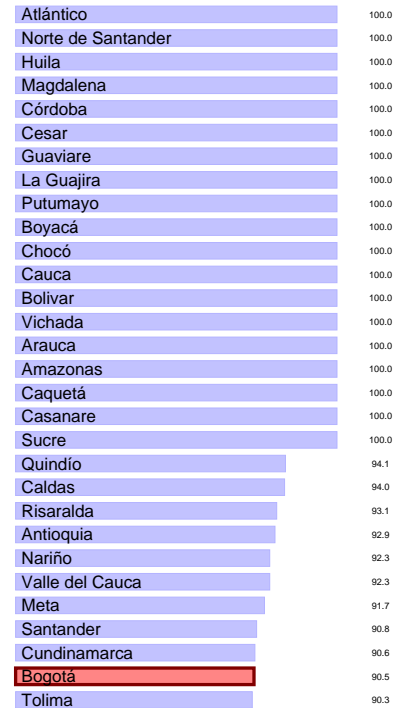 Atlántico 100.0
Norte de Santander 100.0
Huila 100.0
Magdalena 100.0
Córdoba 100.0
Cesar 100.0
Guaviare 100.0
La Guajira 100.0
Putumayo 100.0
Boyacá 100.0
Chocó 100.0
Cauca 100.0
Bolivar 100.0
Vichada 100.0
Arauca 100.0
Amazonas 100.0
Caquetá 100.0
Casanare 100.0
Sucre 100.0
Quindío 94.1
Caldas 94.0
Risaralda 93.1
Antioquia 92.9
Nariño 92.3
Valle del Cauca 92.3
Meta 91.7
Santander 90.8
Cundinamarca 90.6
Bogotá 90.5
Tolima 90.3